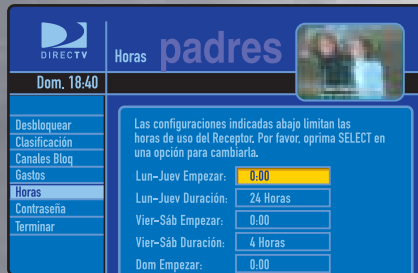 DIRECTV
Horas padres
Dom. 18:40
Desbloquear
Clasificación
Canales Bloq
Gastos
Horas
Contraseña
Terminar
Las configuraciones indicadas abajo limitan las
horas de uso del Receptor. Por favor, oprima SELECT en
una opción para cambiarla.
Lun-Juev Empezar: 0:00
Lun-Juev Duración: 24 Horas
Vier-Sáb Empezar: 0:00
Vier-Sáb Duración: 4 Horas
Dom Empezar: 0:00